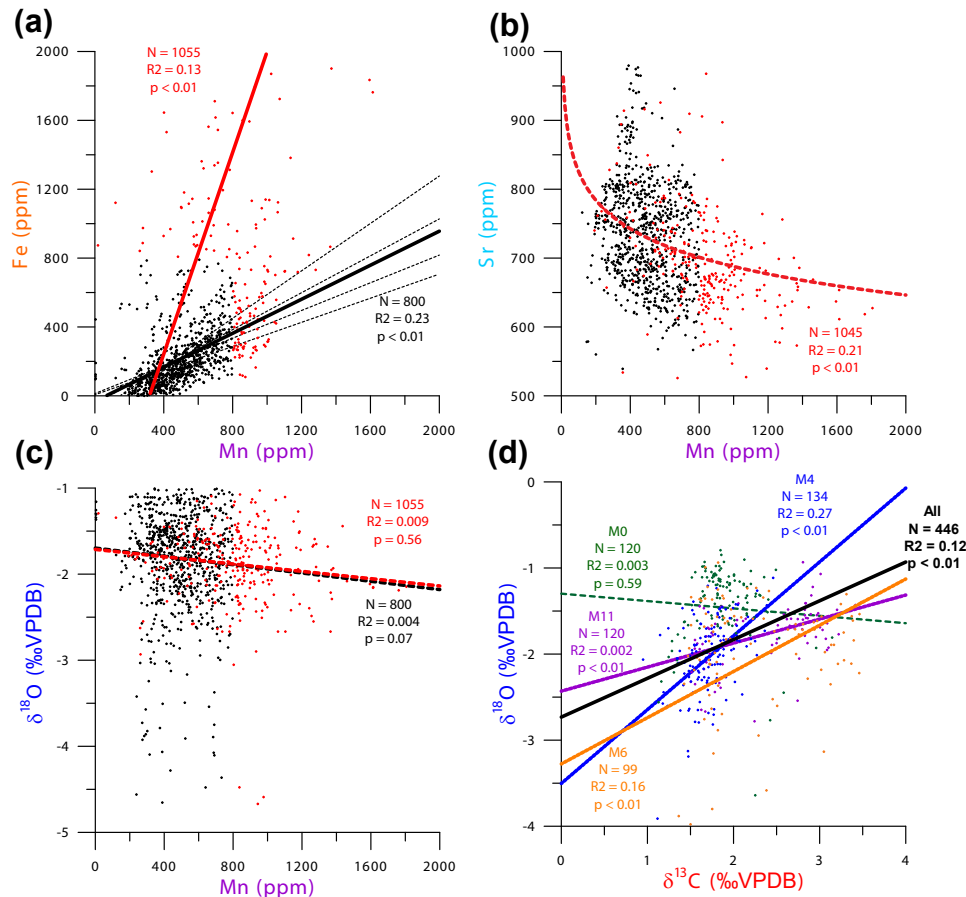 (a)
N = 1055
R2 = 0.13
p < 0.01
2000
1600
1200
800
400
0
Fe (ppm)
N = 800
R2 = 0.23
p < 0.01
0
400
800
1200
1600
2000
Mn (ppm)
(b)
1000
900
800
700
600
500
Sr (ppm)
N = 1045
R2 = 0.21
p < 0.01
0
400
800
1200
1600
2000
Mn (ppm)
(c)
-1
-2
-3
-4
-5
δ18O (‰VPDB)
N = 1055
R2 = 0.009
p = 0.56
N = 800
R2 = 0.004
p = 0.07
0
400
800
1200
1600
2000
Mn (ppm)
(d)
0
-1
-2
-3
-4
δ18O (‰VPDB)
M4
N = 134
R2 = 0.27
p < 0.01
All
N = 446
R2 = 0.12
p < 0.01
M0
N = 120
R2 = 0.003
p = 0.59
M11
N = 120
R2 = 0.002
p < 0.01
M6
N = 99
R2 = 0.16
p < 0.01
0
1
2
3
4
δ13C (‰VPDB)